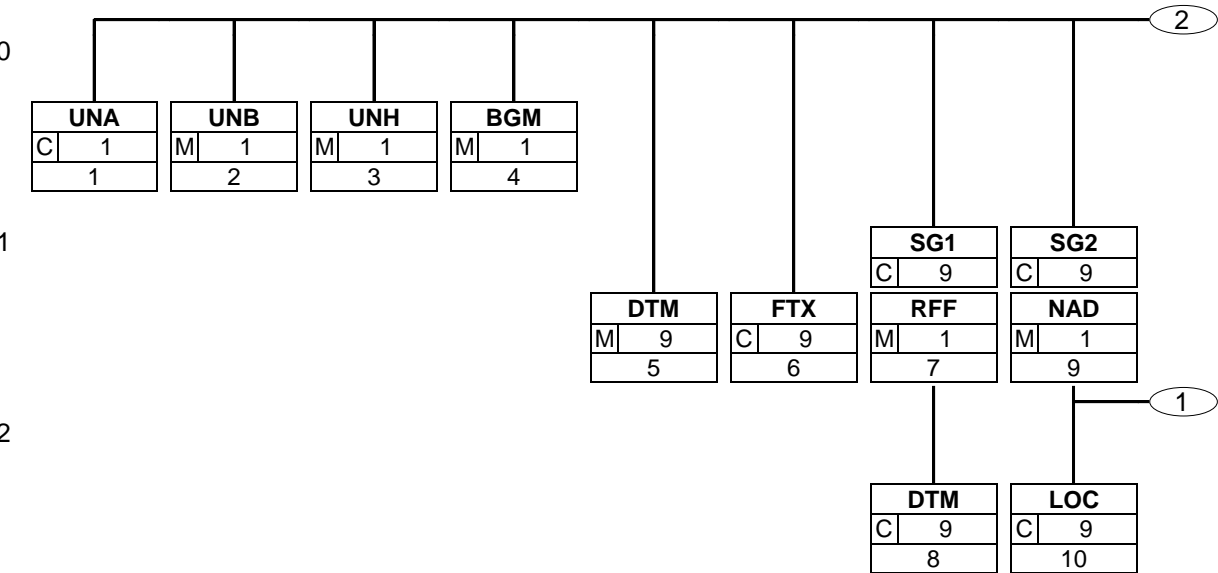 2
0
UNA UNB UNH BGM
C 1 M 1 M 1 M 1
1 2 3 4
1
SG1 SG2
C 9 C 9
DTM FTX RFF NAD
M 9 C 9 M 1 M 1
5 6 7 9
1
2
DTM LOC
C 9 C 9
8 10